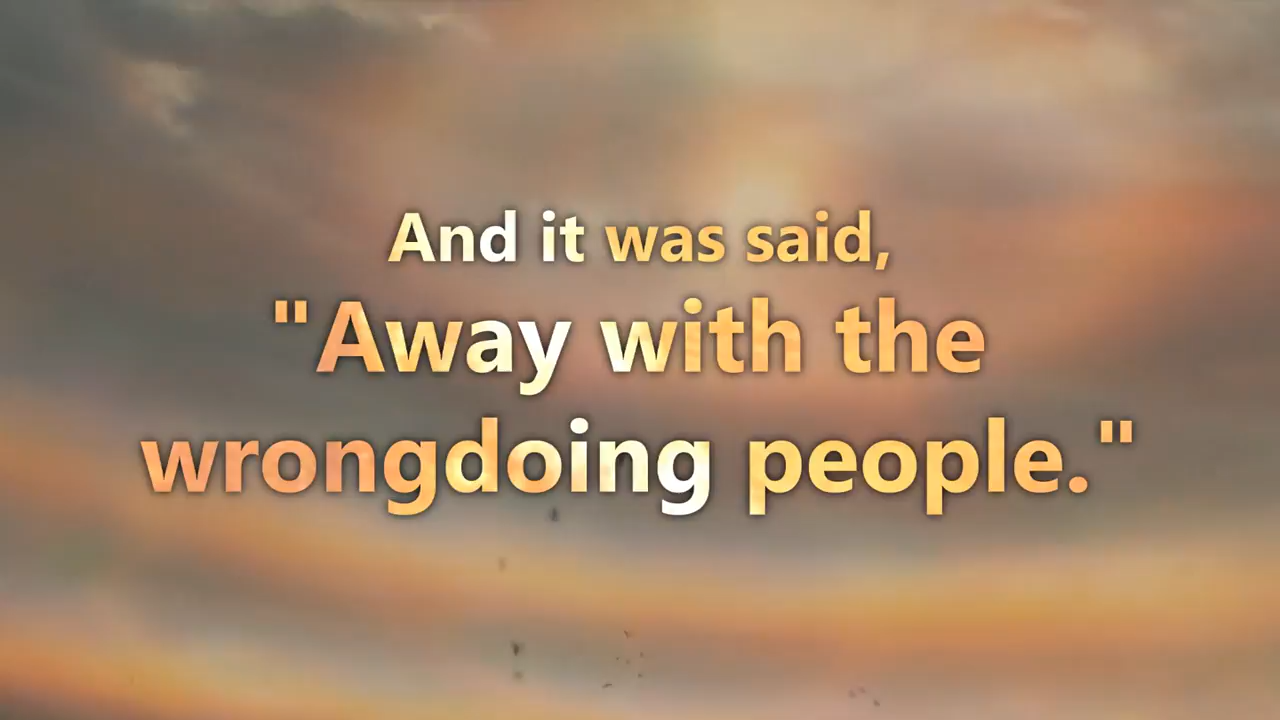 And it was said,
"Away with the
wrongdoing people."